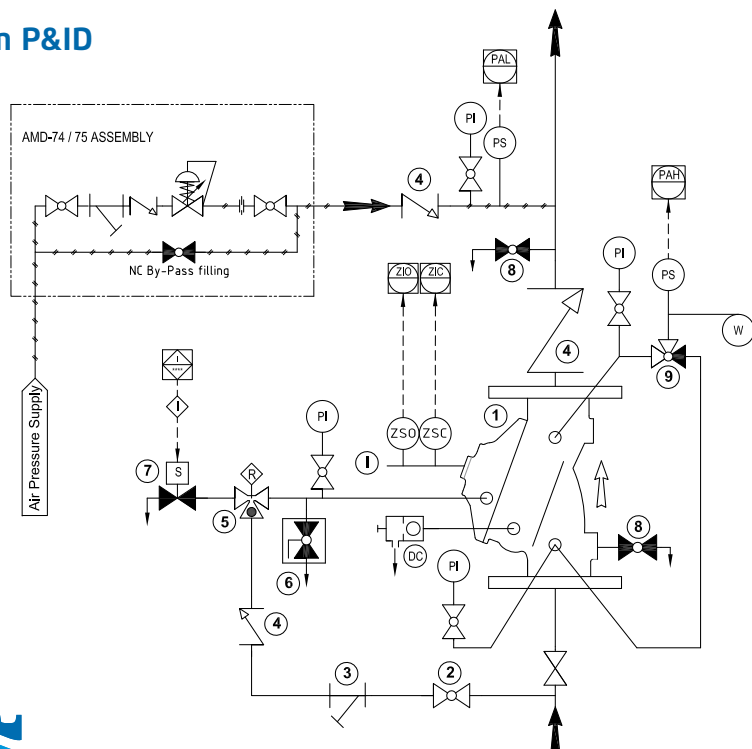 n P&ID
PAL
PI
PS
AMD-74 / 75 ASSEMBLY
4
PAH
NC By-Pass filling
8
PI
PS
ZIO
ZIC
W
4
9
I
****
1
Air Pressure Supply
I
PI
ZSO
ZSC
I
7
S
R
8
5
DC
PI
6
4
3
2